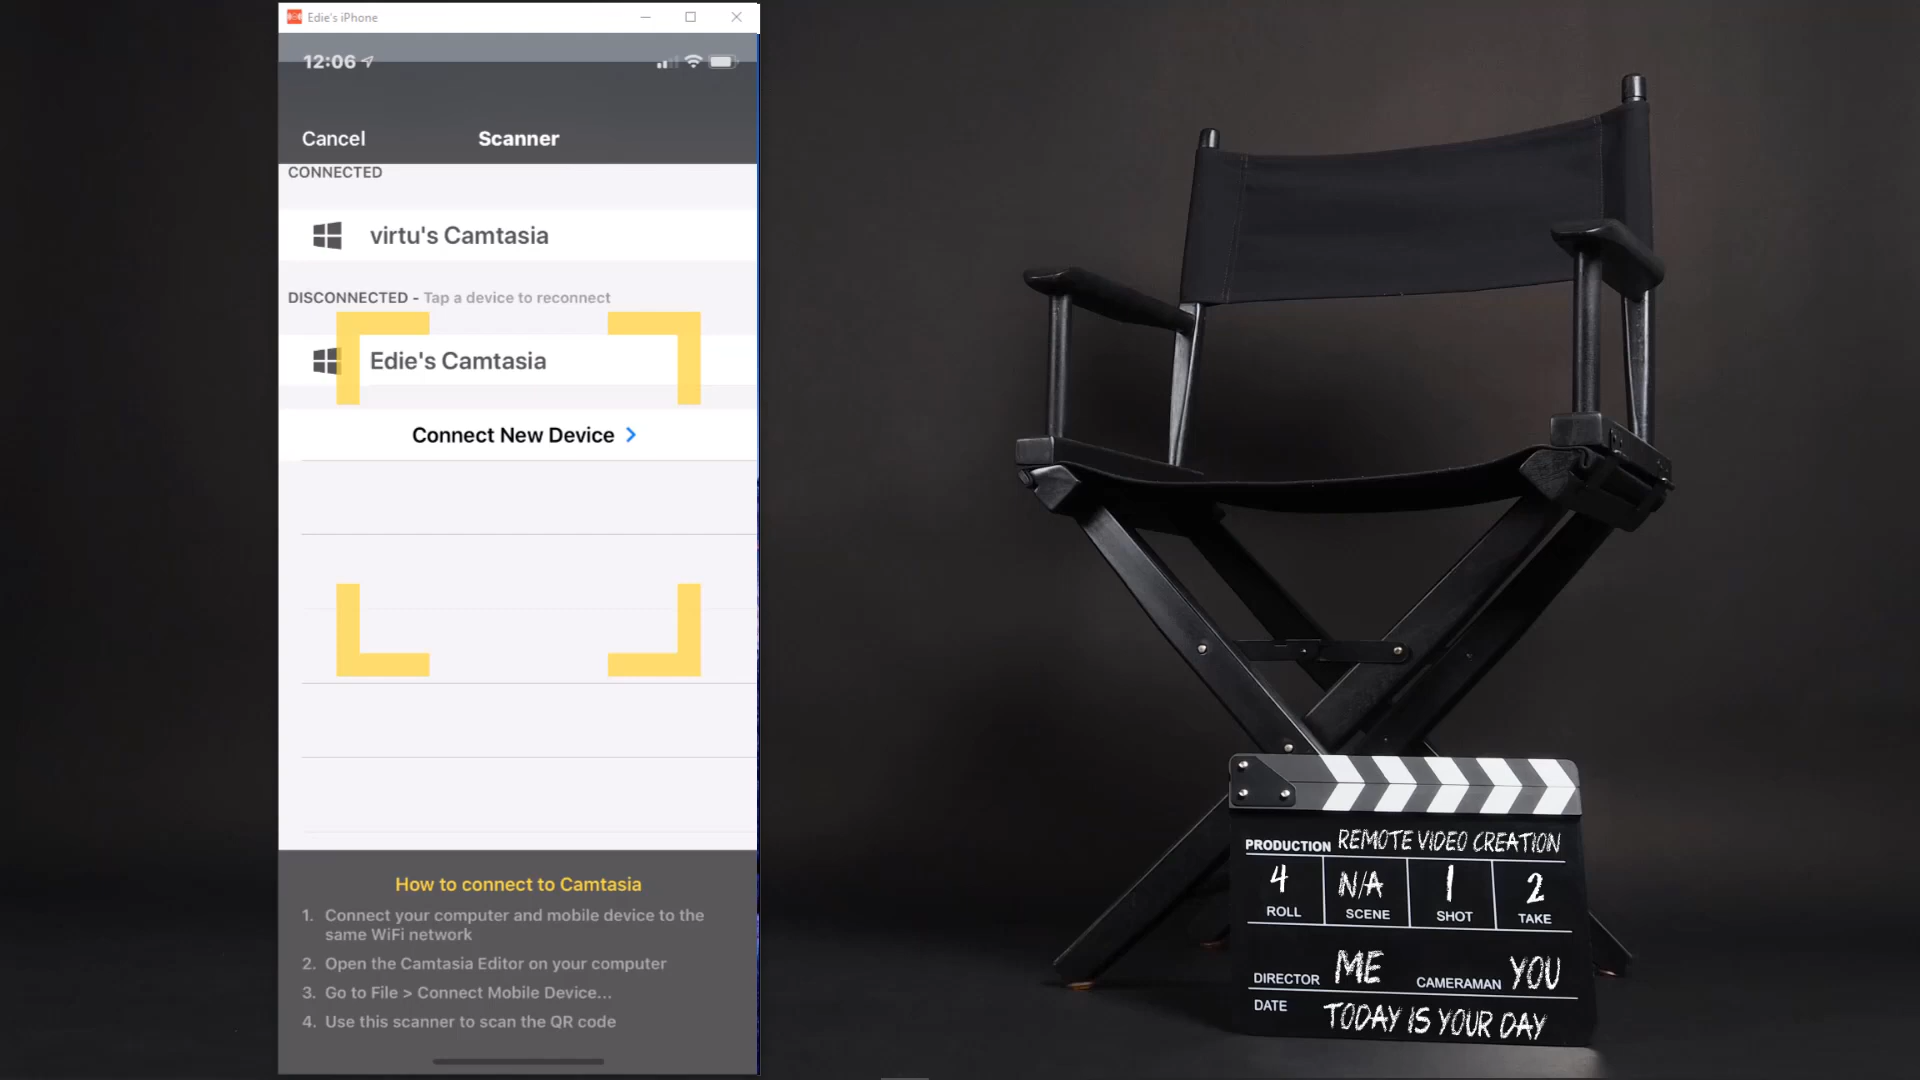 Edie's iPhone
12:06
Cancel
Scanner
CONNECTED
virtu's Camtasia
DISCONNECTED - Tap a device to reconnect
Edie's Camtasia
Connect New Device
How to connect to Camtasia
1. Connect your computer and mobile device to the
same WiFi network
2. Open the Camtasia Editor on your computer
3. Go to File > Connect Mobile Device...
4. Use this scanner to scan the QR code
PRODUCTION REMOTE VIDEO CREATION
4 N/A 1 2
ROLL SCENE SHOT TAKE
DIRECTOR ME CAMERAMAN YOU
DATE TODAY IS YOUR DAY